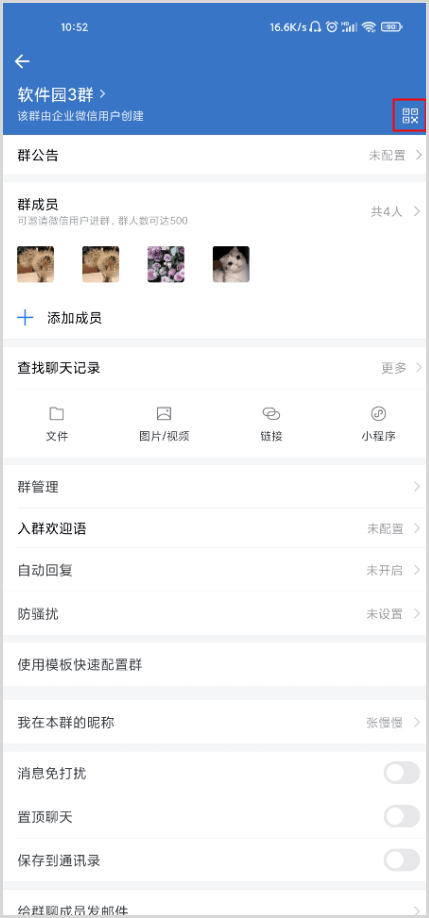 10:52
16.6K/s
HD
90
软件园3群
该群由企业微信用户创建
群公告
未配置
群成员
共4人
可邀请微信用户进群，群人数可达500
添加成员
查找聊天记录
更多
文件
图片/视频
链接
小程序
群管理
入群欢迎语
未配置
自动回复
未开启
防骚扰
未设置
使用模板快速配置群
我在本群的昵称
张慢慢
消息免打扰
置顶聊天
保存到通讯录
给群聊成员发邮件